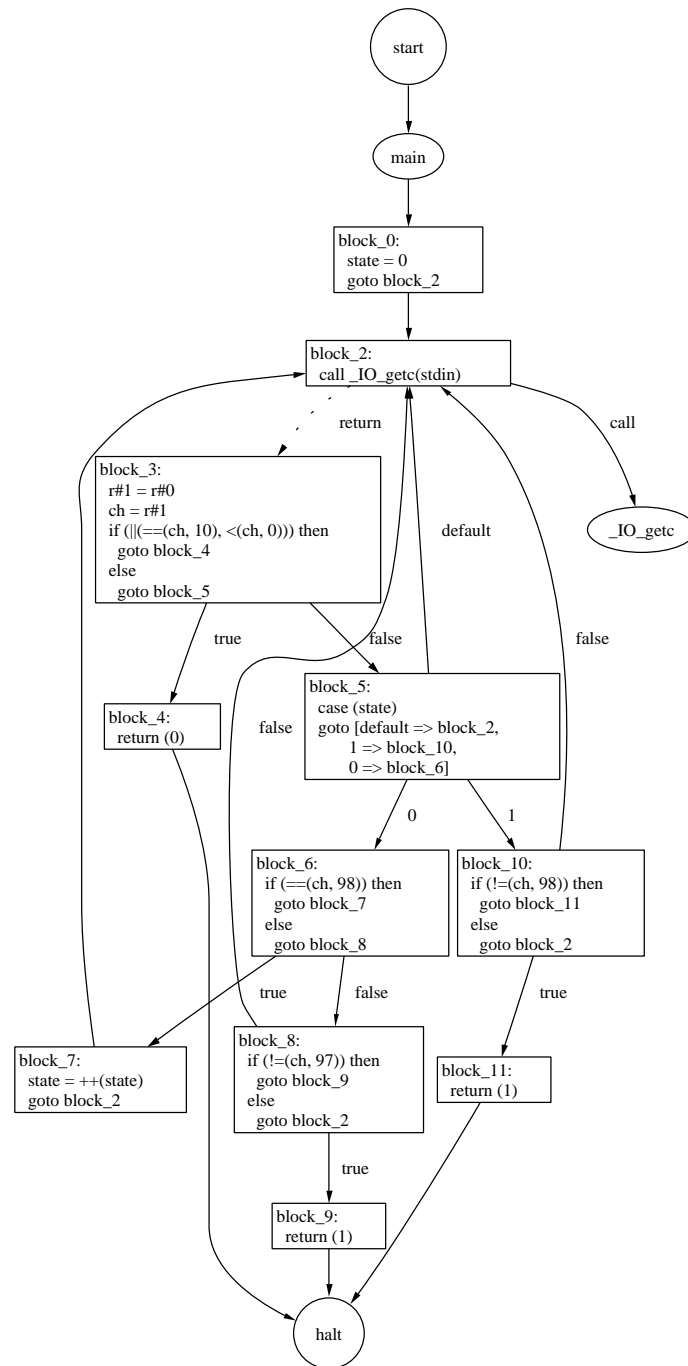 start
main
block_0:
state = 0
goto block_2
block_2:
call _IO_getc(stdin)
return
call
block_3:
r#1 = r#0
ch = r#1
if (||(==(ch, 10), <(ch, 0))) then
goto block_4
else
goto block_5
default
_IO_getc
true
false
false
block_4:
return (0)
block_5:
case (state)
goto [default => block_2,
1 => block_10,
0 => block_6]
false
0
1
block_6:
if (==(ch, 98)) then
goto block_7
else
goto block_8
block_10:
if (!=(ch, 98)) then
goto block_11
else
goto block_2
true
false
true
block_7:
state = ++(state)
goto block_2
block_8:
if (!=(ch, 97)) then
goto block_9
else
goto block_2
block_11:
return (1)
true
block_9:
return (1)
halt